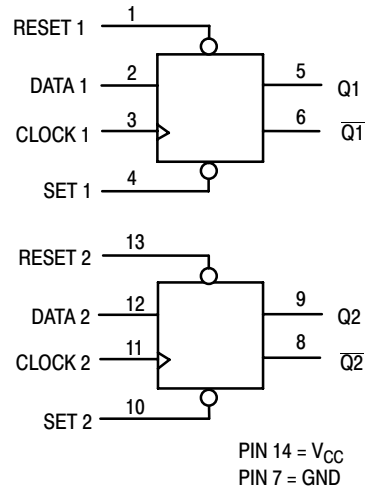 RESET 1 1
DATA 1 2 5 Q1
CLOCK 1 3 6 Q1
SET 1 4
RESET 2 13
DATA 2 12 9 Q2
CLOCK 2 11 8 Q2
SET 2 10
PIN 14 = VCC
PIN 7 = GND